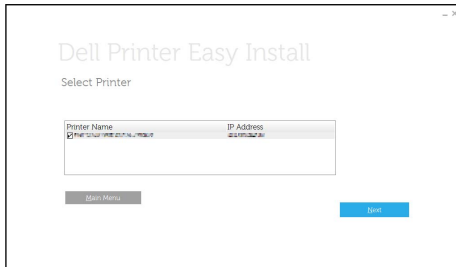 Dell Printer Easy Install
Select Printer
Printer Name IP Address
Main Menu
Next